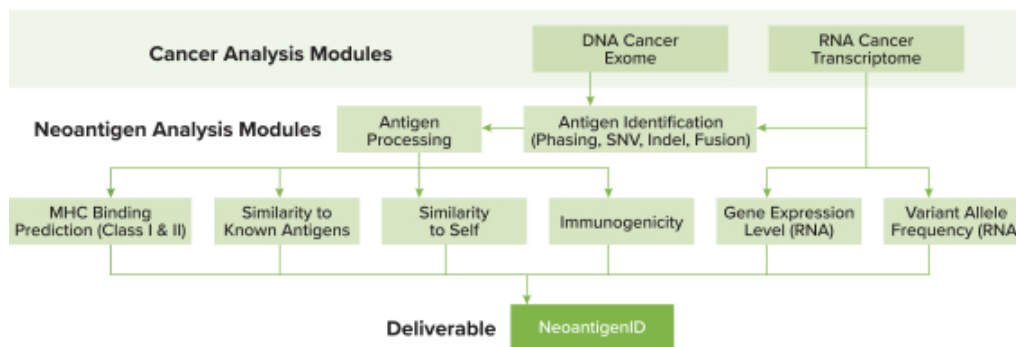 Cancer Analysis Modules
DNA Cancer
Exome
RNA Cancer
Transcriptome
Neoantigen Analysis Modules
Antigen
Processing
Antigen Identification
(Phasing, SNV, Indel, Fusion)
MHC Binding
Prediction (Class I & II)
Similarity to
Known Antigens
Similarity
to Self
Immunogenicity
Gene Expression
Level (RNA)
Variant Allele
Frequency (RNA
Deliverable
NeoantigenID